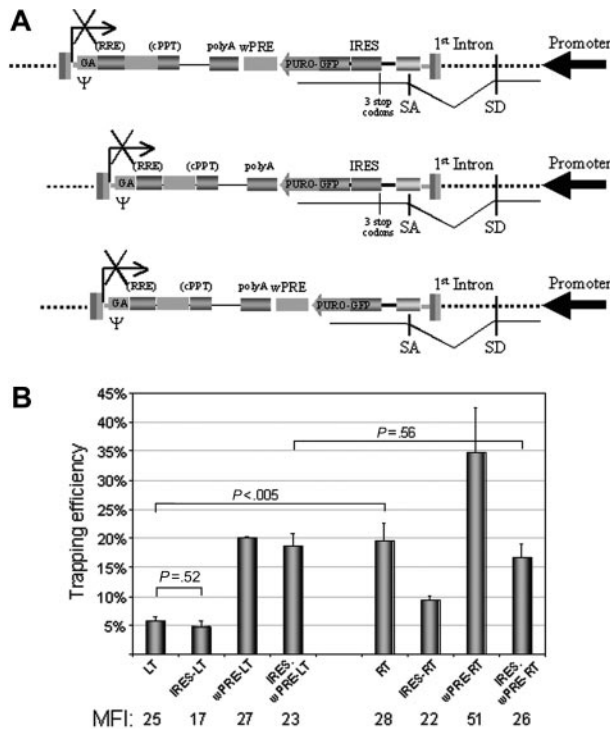 A
(RRE) (cPPT) polyA wPRE IRES 1st Intron Promoter
GA PURO-GFP
Ψ 3 stop codons SA SD
(RRE) (cPPT) polyA IRES 1st Intron Promoter
GA PURO-GFP
Ψ 3 stop codons SA SD
(RRE) (cPPT) polyA wPRE 1st Intron Promoter
GA PURO-GFP
Ψ SA SD
B
Trapping efficiency
45%
40%
35%
30%
25%
20%
15%
10%
5%
P=.56
P<.005
P=.52
LT IRES-LT wPRE-LT IRES-wPRE-LT RT IRES-RT wPRE-RT IRES-wPRE-RT
MFI: 25 17 27 23 28 22 51 26